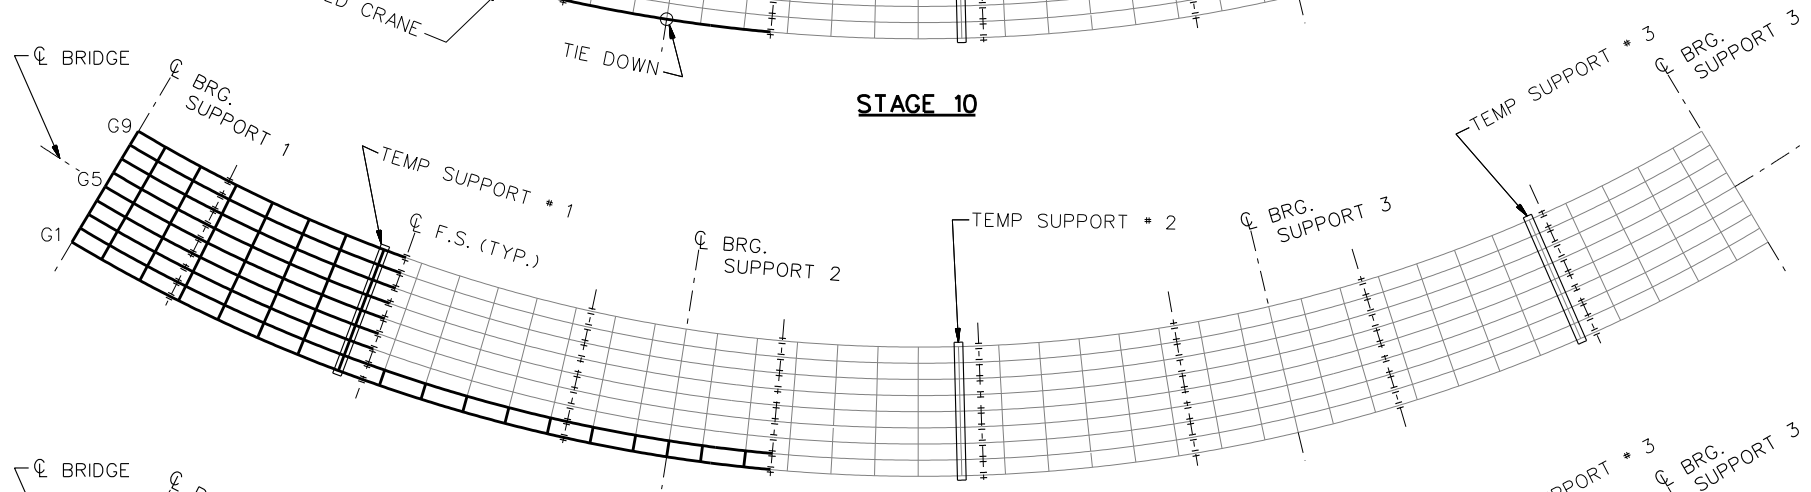 CRANE
TIE DOWN
STAGE 10
℄ BRIDGE
℄ BRG.
SUPPORT 1
G9
G5
G1
TEMP SUPPORT # 1
℄ F.S. (TYP.)
℄ BRG.
SUPPORT 2
TEMP SUPPORT # 2
℄ BRG.
SUPPORT 3
TEMP SUPPORT # 3
℄ BRG.
SUPPORT 3
℄ BRIDGE
℄
PPORT # 3
℄ BRG.
SUPPORT 3